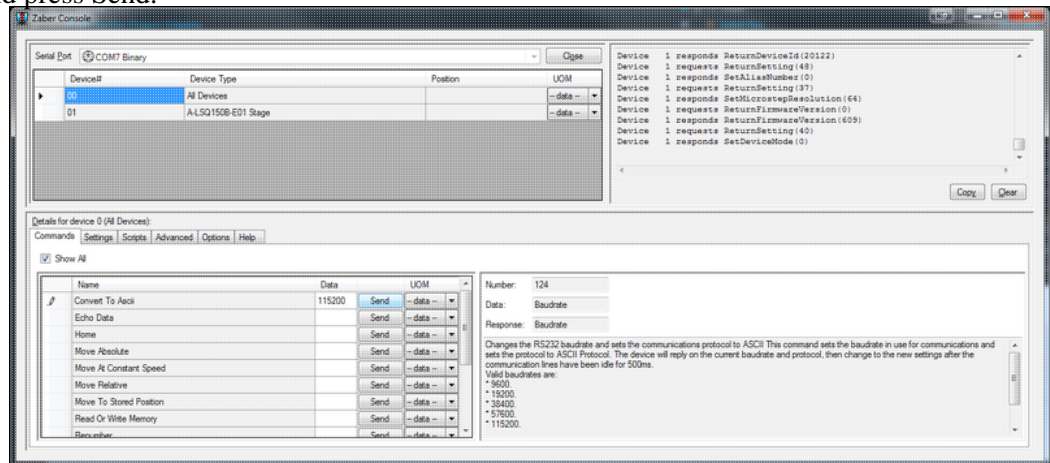 d press Send.
Zaber Console
Serial Port COM7 Binary Close
Device# Device Type Position UOM
00 All Devices -- data --
01 A-LSQ150B-E01 Stage -- data --
Device 1 responds ReturnDeviceId(20122)
Device 1 requests ReturnSetting(48)
Device 1 responds SetAliasNumber(0)
Device 1 requests ReturnSetting(37)
Device 1 responds SetMicrostepResolution(64)
Device 1 requests ReturnFirmwareVersion(0)
Device 1 responds ReturnFirmwareVersion(609)
Device 1 requests ReturnSetting(40)
Device 1 responds SetDeviceMode(0)
Copy Clear
Details for device 0 (All Devices):
Commands Settings Scripts Advanced Options Help
Show All
Name Data UOM
Convert To Ascii 115200 Send -- data --
Echo Data Send -- data --
Home Send -- data --
Move Absolute Send -- data --
Move At Constant Speed Send -- data --
Move Relative Send -- data --
Move To Stored Position Send -- data --
Read Or Write Memory Send -- data --
Renumber Send -- data --
Number: 124
Data: Baudrate
Response: Baudrate
Changes the RS232 baudrate and sets the communications protocol to ASCII This command sets the baudrate in use for communications and
sets the protocol to ASCII Protocol. The device will reply on the current baudrate and protocol, then change to the new settings after the
communication lines have been idle for 500ms.
Valid baudrates are:
* 9600.
* 19200.
* 38400.
* 57600.
* 115200.